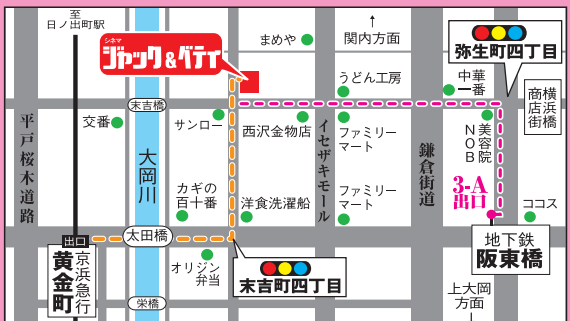 至
日ノ出町駅
シネマ
ジャック&ベティ
まめや
↑
関内方面
弥生町四丁目
うどん工房
中華
一番
横浜
商店街
橋
末吉橋
交番
サンロー
西沢金物店
イセザキモール
ファミリー
マート
鎌倉街道
美容院
NOB
平戸桜木道路
大岡川
カギの
百十番
洋食洗濯船
ファミリー
マート
3-A
出口
ココス
出口
太田橋
地下鉄
阪東橋
京浜急行
黄金町
オリジン
弁当
末吉町四丁目
上大岡
方面
栄橋